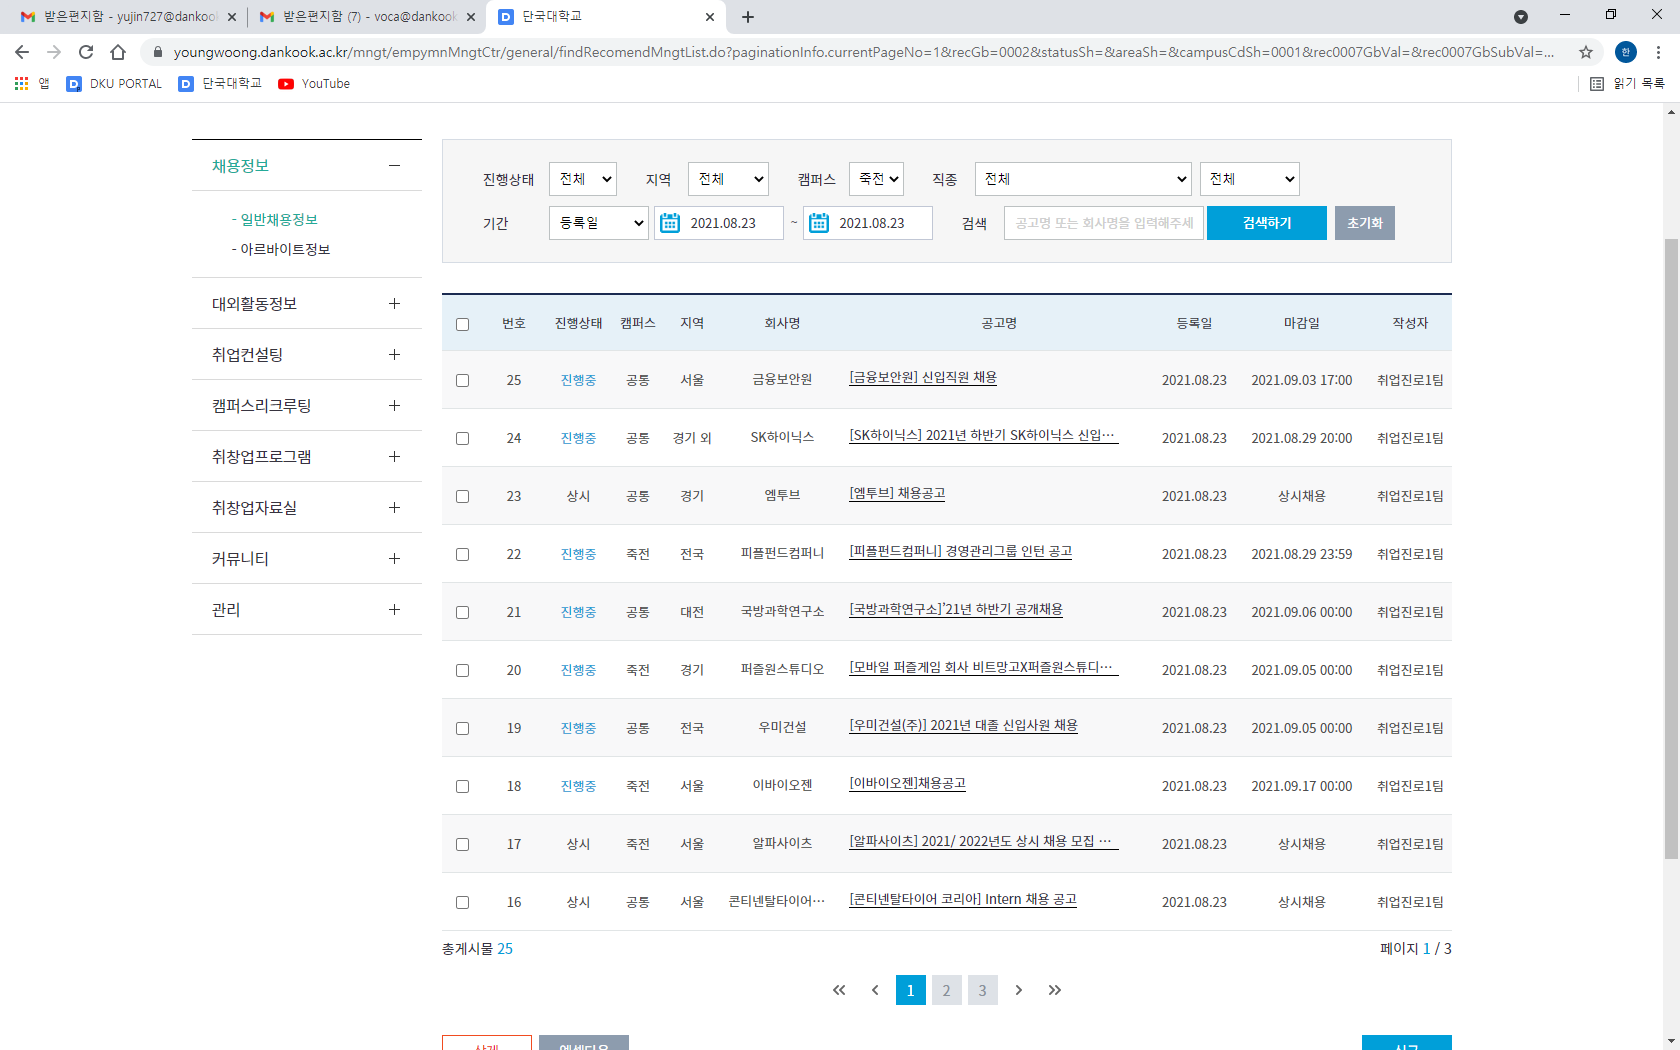 받은편지함 - yujin727@dankook
받은편지함 (7) - voca@dankook
단국대학교
youngwoong.dankook.ac.kr/mngt/empymnMngtCtr/general/findRecomendMngtList.do?paginationInfo.currentPageNo=1&recGb=0002&statusSh=&areaSh=&campusCdSh=0001&rec0007GbVal=&rec0007GbSubVal=...
한
앱 DKU PORTAL 단국대학교 YouTube 읽기 목록
채용정보
- 일반채용정보
- 아르바이트정보
대외활동정보
취업컨설팅
캠퍼스리크루팅
취창업프로그램
취창업자료실
커뮤니티
관리
진행상태 전체 지역 전체 캠퍼스 죽전 직종 전체 전체
기간 등록일 2021.08.23 ~ 2021.08.23 검색 공고명 또는 회사명을 입력해주세 검색하기 초기화
번호 진행상태 캠퍼스 지역 회사명 공고명 등록일 마감일 작성자
25 진행중 공통 서울 금융보안원 [금융보안원] 신입직원 채용 2021.08.23 2021.09.03 17:00 취업진로1팀
24 진행중 공통 경기 외 SK하이닉스 [SK하이닉스] 2021년 하반기 SK하이닉스 신입… 2021.08.23 2021.08.29 20:00 취업진로1팀
23 상시 공통 경기 엠투브 [엠투브] 채용공고 2021.08.23 상시채용 취업진로1팀
22 진행중 죽전 전국 피플펀드컴퍼니 [피플펀드컴퍼니] 경영관리그룹 인턴 공고 2021.08.23 2021.08.29 23:59 취업진로1팀
21 진행중 공통 대전 국방과학연구소 [국방과학연구소]’21년 하반기 공개채용 2021.08.23 2021.09.06 00:00 취업진로1팀
20 진행중 죽전 경기 퍼즐원스튜디오 [모바일 퍼즐게임 회사 비트망고X퍼즐원스튜디… 2021.08.23 2021.09.05 00:00 취업진로1팀
19 진행중 공통 전국 우미건설 [우미건설(주)] 2021년 대졸 신입사원 채용 2021.08.23 2021.09.05 00:00 취업진로1팀
18 진행중 죽전 서울 이바이오젠 [이바이오젠]채용공고 2021.08.23 2021.09.17 00:00 취업진로1팀
17 상시 죽전 서울 알파사이츠 [알파사이츠] 2021/ 2022년도 상시 채용 모집 … 2021.08.23 상시채용 취업진로1팀
16 상시 공통 서울 콘티넨탈타이어… [콘티넨탈타이어 코리아] Intern 채용 공고 2021.08.23 상시채용 취업진로1팀
총게시물 25 페이지 1 / 3
« ‹ 1 2 3 › »